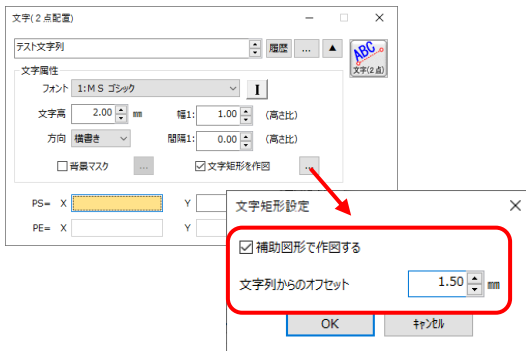 文字(２点配置)
テスト文字列
履歴 ... ▲
ABC
文字(２点)
文字属性
フォント 1:ＭＳ ゴシック I
文字高 2.00 mm 幅1: 1.00 (高さ比)
方向 横書き 間隔1: 0.00 (高さ比)
背景マスク ... 文字矩形を作図 ...
PS= X Y
PE= X Y
文字矩形設定
補助図形で作図する
文字列からのオフセット 1.50 mm
OK ｷｬﾝｾﾙ